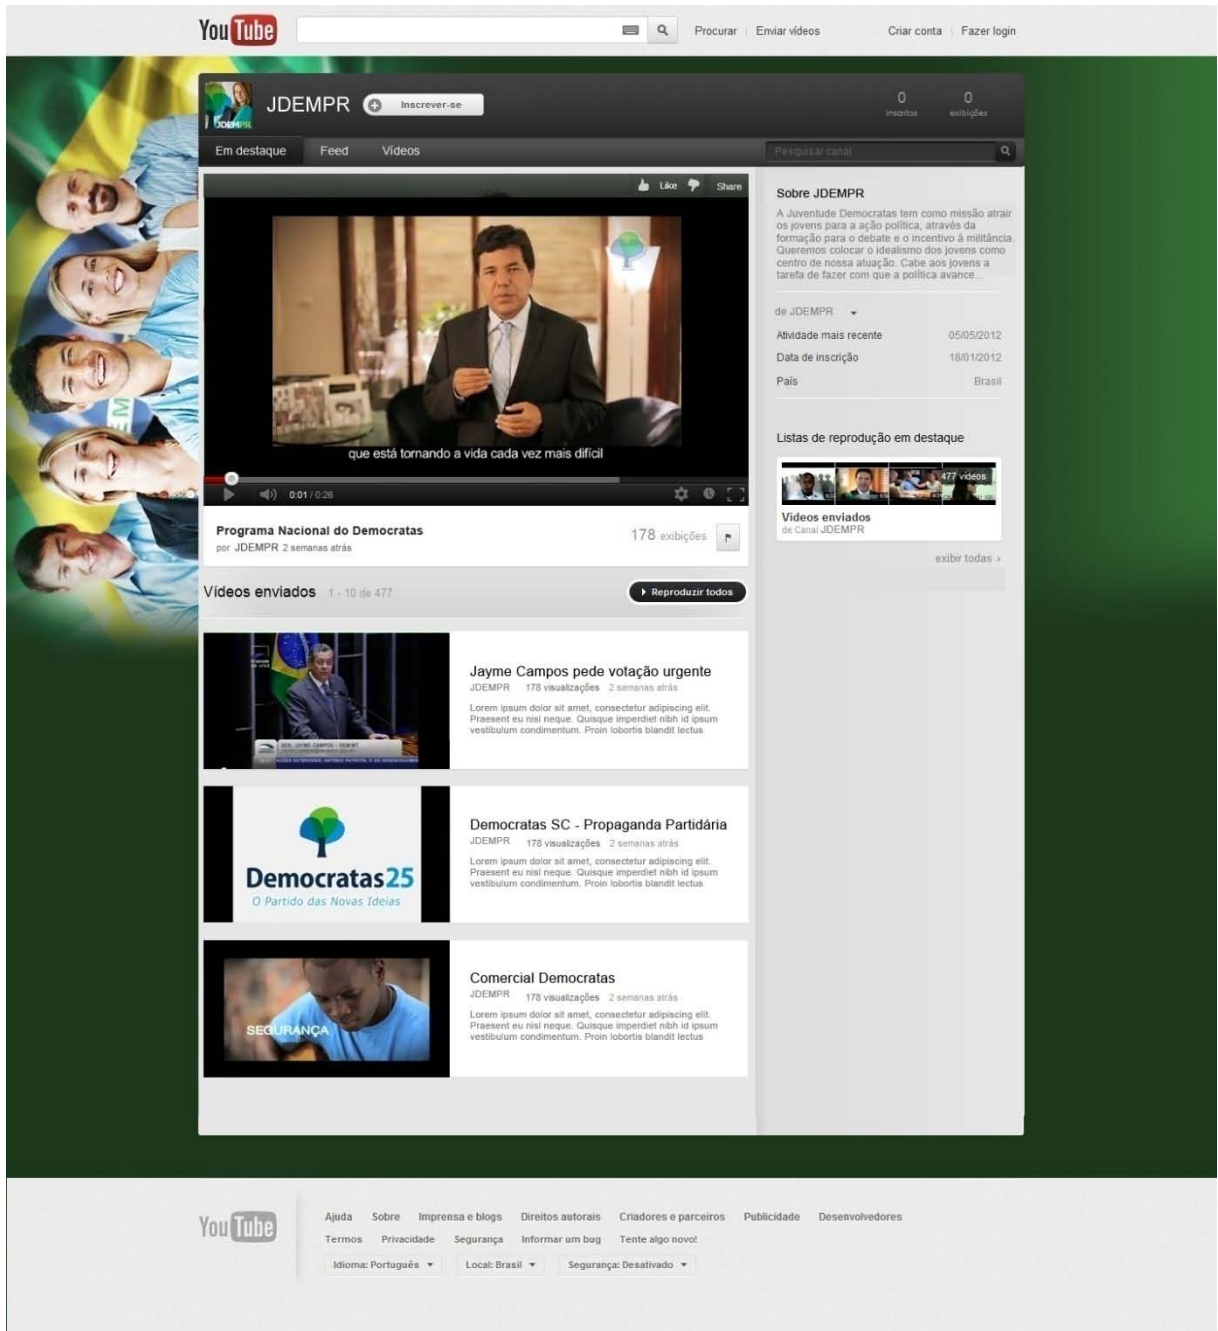 YouTube
Procurar
Enviar vídeos
Criar conta
Fazer login
JDEMPR
JDEMPR
Inscrever-se
0
inscritos
0
exibições
Em destaque
Feed
Vídeos
Pesquisar canal
Like
Share
que está tornando a vida cada vez mais difícil
0:01 / 0:26
Programa Nacional do Democratas
por JDEMPR 2 semanas atrás
178 exibições
Vídeos enviados 1 - 10 de 477
Reproduzir todos
Jayme Campos pede votação urgente
JDEMPR 178 visualizações 2 semanas atrás
Lorem ipsum dolor sit amet, consectetur adipiscing elit.
Praesent eu nisl neque. Quisque imperdiet nibh id ipsum
vestibulum condimentum. Proin lobortis blandit lectus
SEN. JAYME CAMPOS - DEM/MT
Democratas25
O Partido das Novas Ideias
Democratas SC - Propaganda Partidária
JDEMPR 178 visualizações 2 semanas atrás
Lorem ipsum dolor sit amet, consectetur adipiscing elit.
Praesent eu nisl neque. Quisque imperdiet nibh id ipsum
vestibulum condimentum. Proin lobortis blandit lectus
SEGURANÇA
Comercial Democratas
JDEMPR 178 visualizações 2 semanas atrás
Lorem ipsum dolor sit amet, consectetur adipiscing elit.
Praesent eu nisl neque. Quisque imperdiet nibh id ipsum
vestibulum condimentum. Proin lobortis blandit lectus
Sobre JDEMPR
A Juventude Democratas tem como missão atrair
os jovens para a ação política, através da
formação para o debate e o incentivo à militância.
Queremos colocar o idealismo dos jovens como
centro de nossa atuação. Cabe aos jovens a
tarefa de fazer com que a política avance...
de JDEMPR
Atividade mais recente 05/05/2012
Data de inscrição 18/01/2012
País Brasil
Listas de reprodução em destaque
477 vídeos
Vídeos enviados
de Canal JDEMPR
exibir todas ›
YouTube
Ajuda Sobre Imprensa e blogs Direitos autorais Criadores e parceiros Publicidade Desenvolvedores
Termos Privacidade Segurança Informar um bug Tente algo novo!
Idioma: Português Local: Brasil Segurança: Desativado